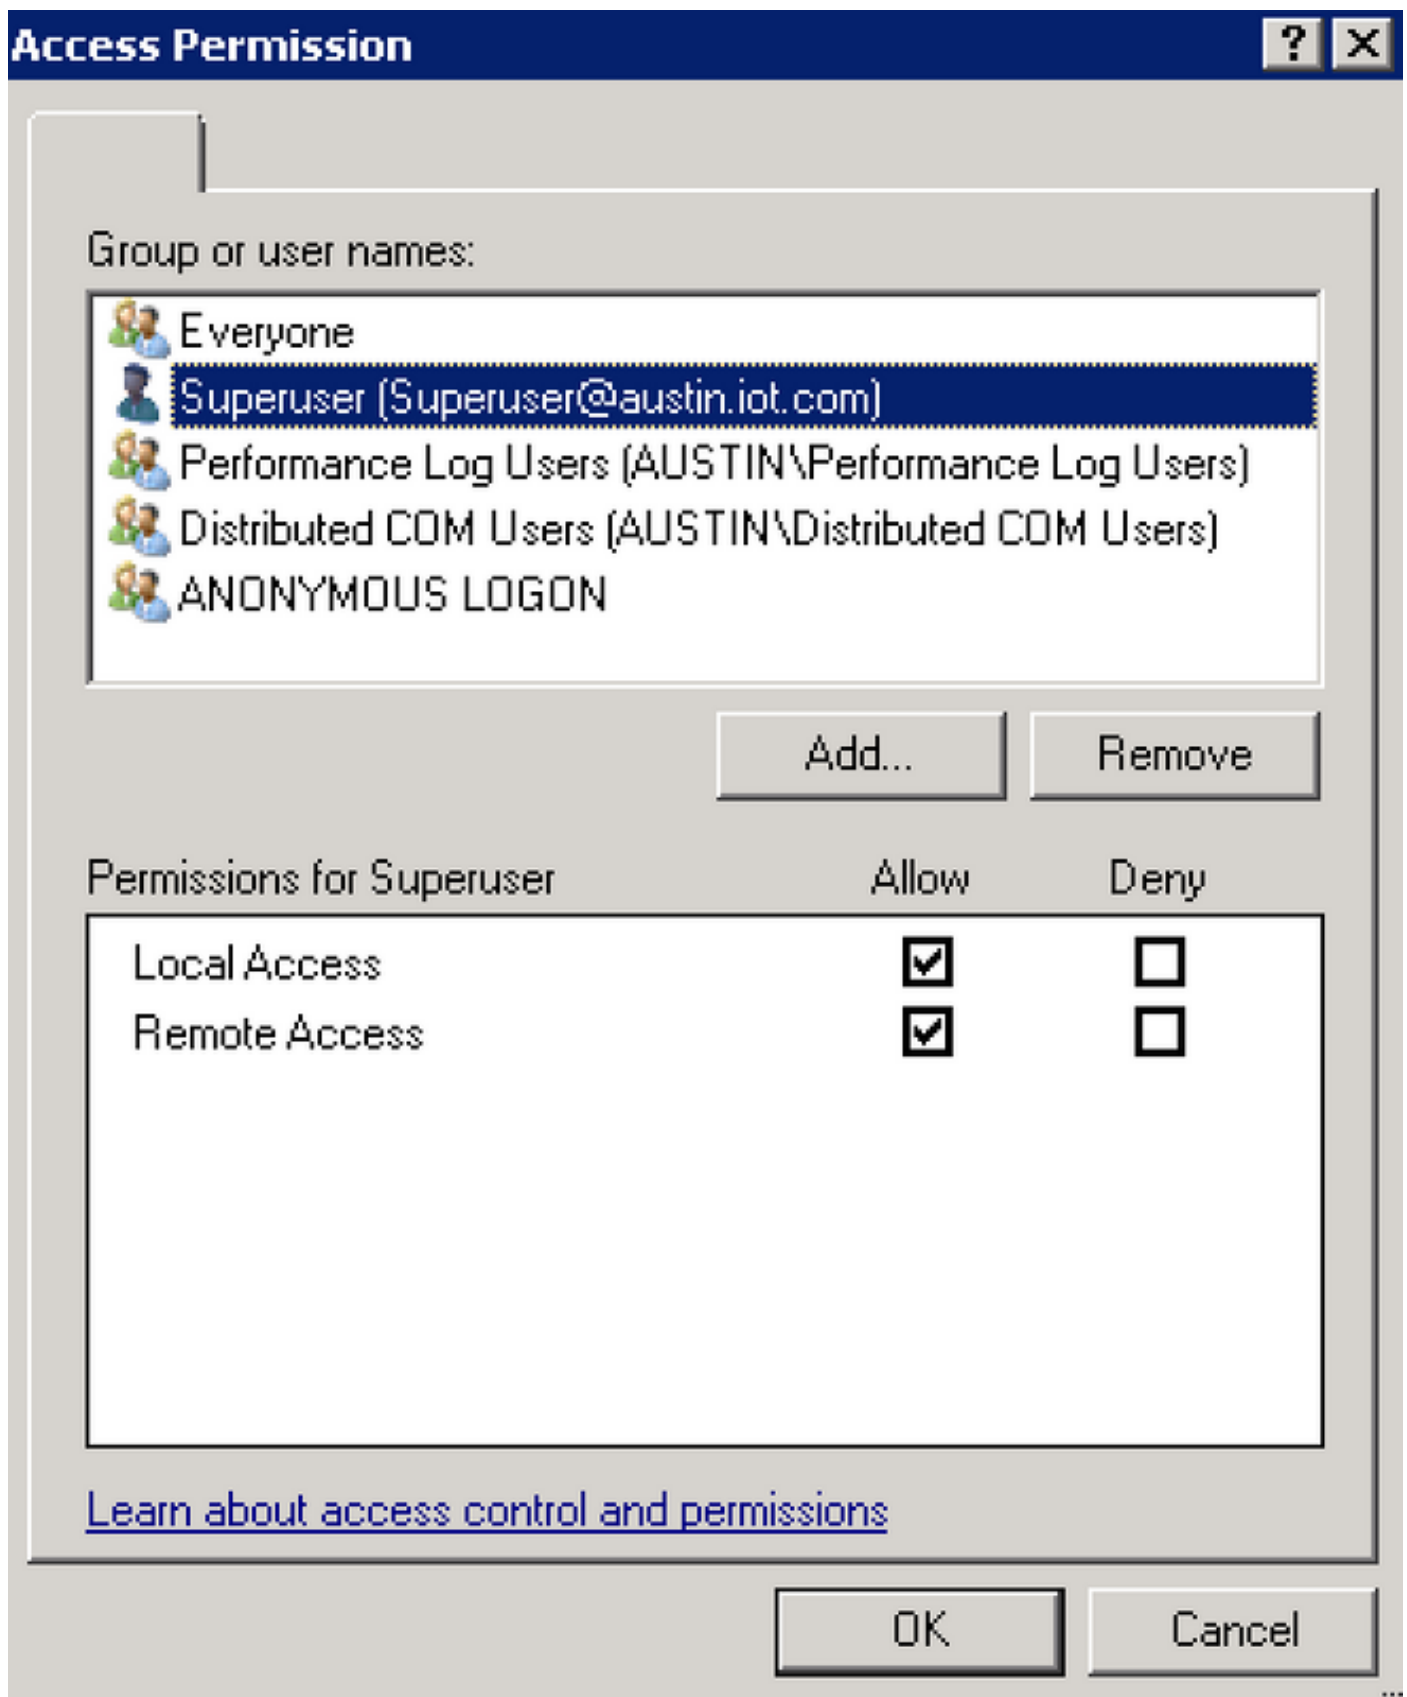 Access Permission
Group or user names:
Everyone
Superuser (Superuser@austin.iot.com)
Performance Log Users (AUSTIN\Performance Log Users)
Distributed COM Users (AUSTIN\Distributed COM Users)
ANONYMOUS LOGON
Add... Remove
Permissions for Superuser Allow Deny
Local Access
Remote Access
Learn about access control and permissions
OK Cancel